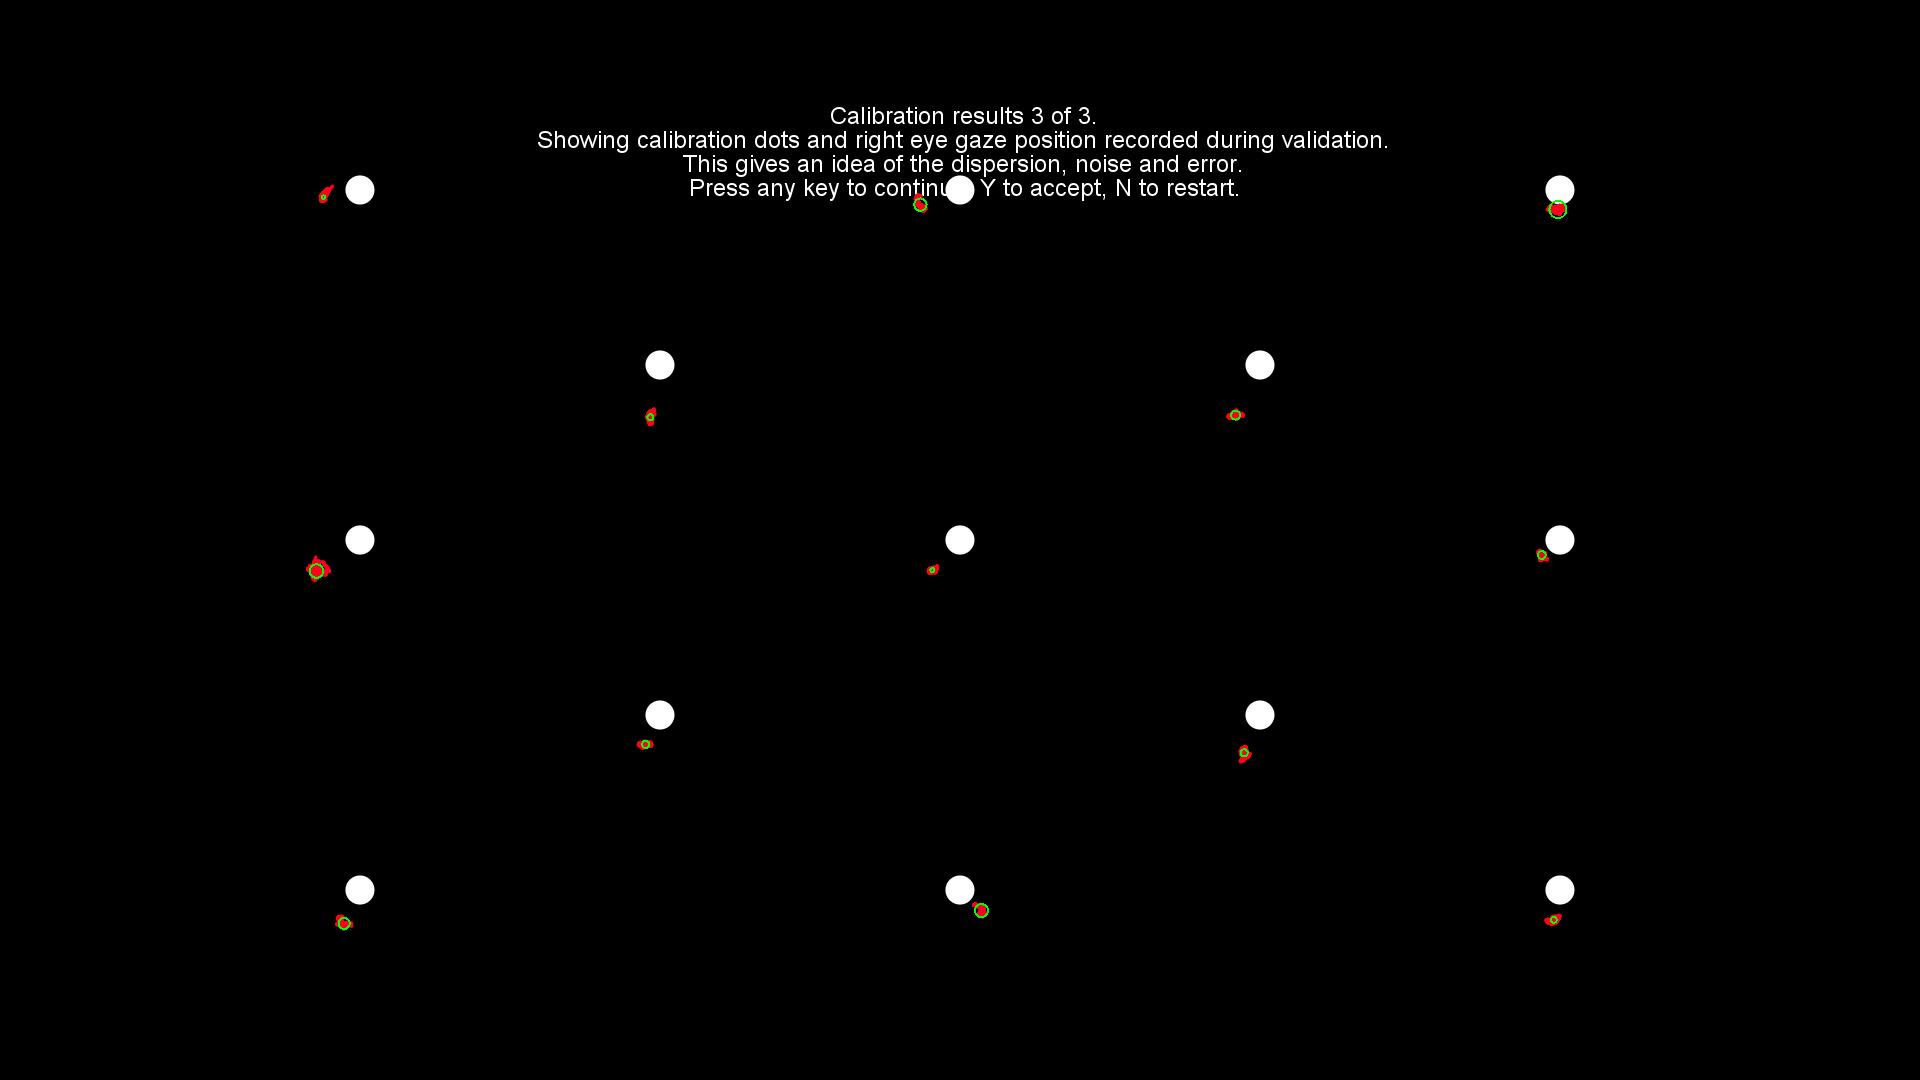 Calibration results 3 of 3.
Showing calibration dots and right eye gaze position recorded during validation.
This gives an idea of the dispersion, noise and error.
Press any key to continu Y to accept, N to restart.